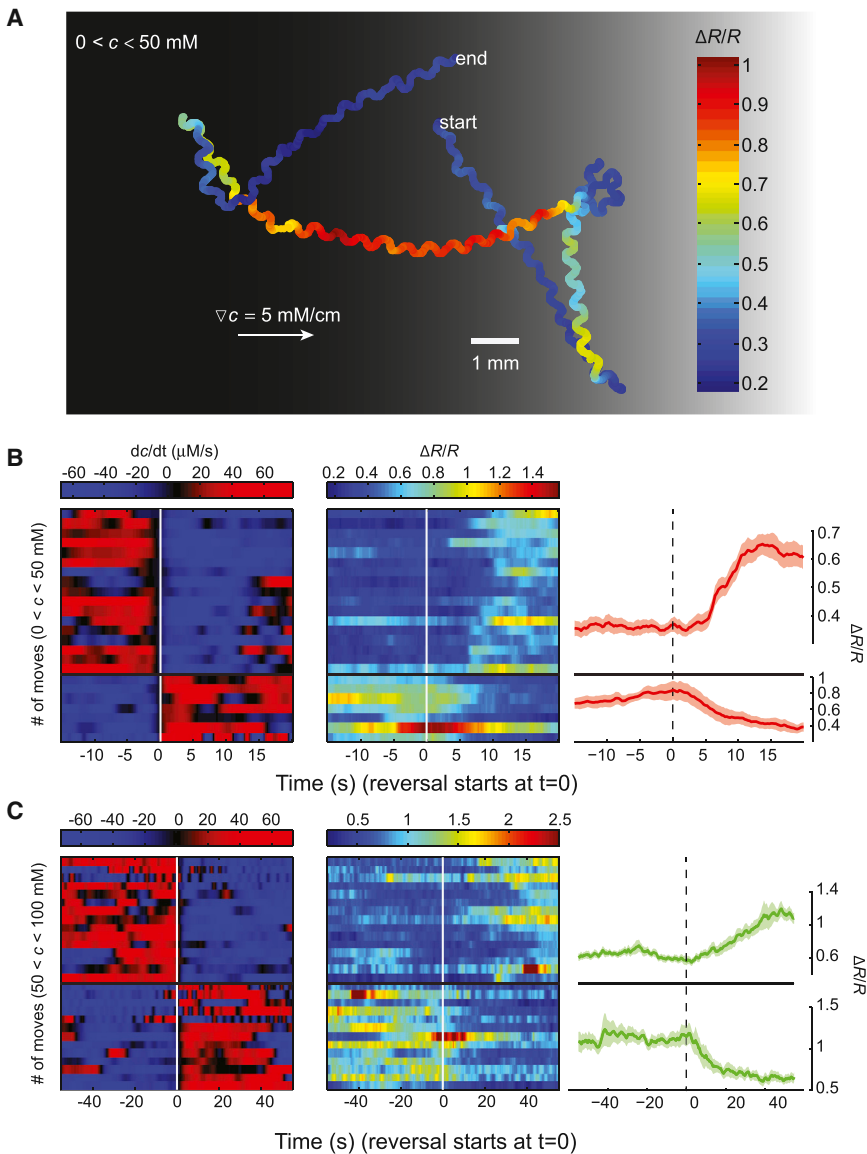 A
0 < c < 50 mM
end
start
∇c = 5 mM/cm
1 mm
ΔR/R
1
0.9
0.8
0.7
0.6
0.5
0.4
0.3
0.2
B
dc/dt (μM/s)
-60 -40 -20 0 20 40 60
ΔR/R
0.2 0.4 0.6 0.8 1 1.2 1.4
# of moves (0 < c < 50 mM)
0.7
0.6
0.5
0.4
1
0.8
0.4
ΔR/R
-10 -5 0 5 10 15
-10 -5 0 5 10 15
-10 -5 0 5 10 15
Time (s) (reversal starts at t=0)
C
-60 -40 -20 0 20 40 60
0.5 1 1.5 2 2.5
# of moves (50 < c < 100 mM)
1.4
1
0.6
1.5
1
0.5
ΔR/R
-40 -20 0 20 40
-40 -20 0 20 40
-40 -20 0 20 40
Time (s) (reversal starts at t=0)